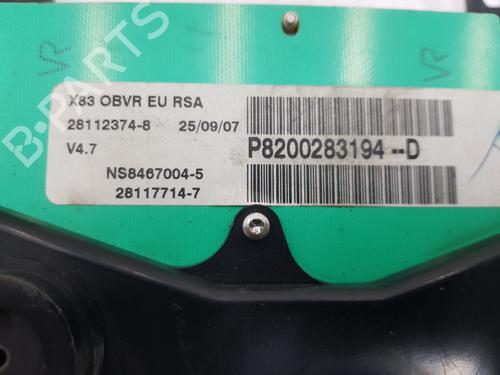 VR
VR
X83 OBVR EU RSA
28112374-8 25/09/07
V4.7
P8200283194--D
NS8467004-5
28117714-7
B-PARTS